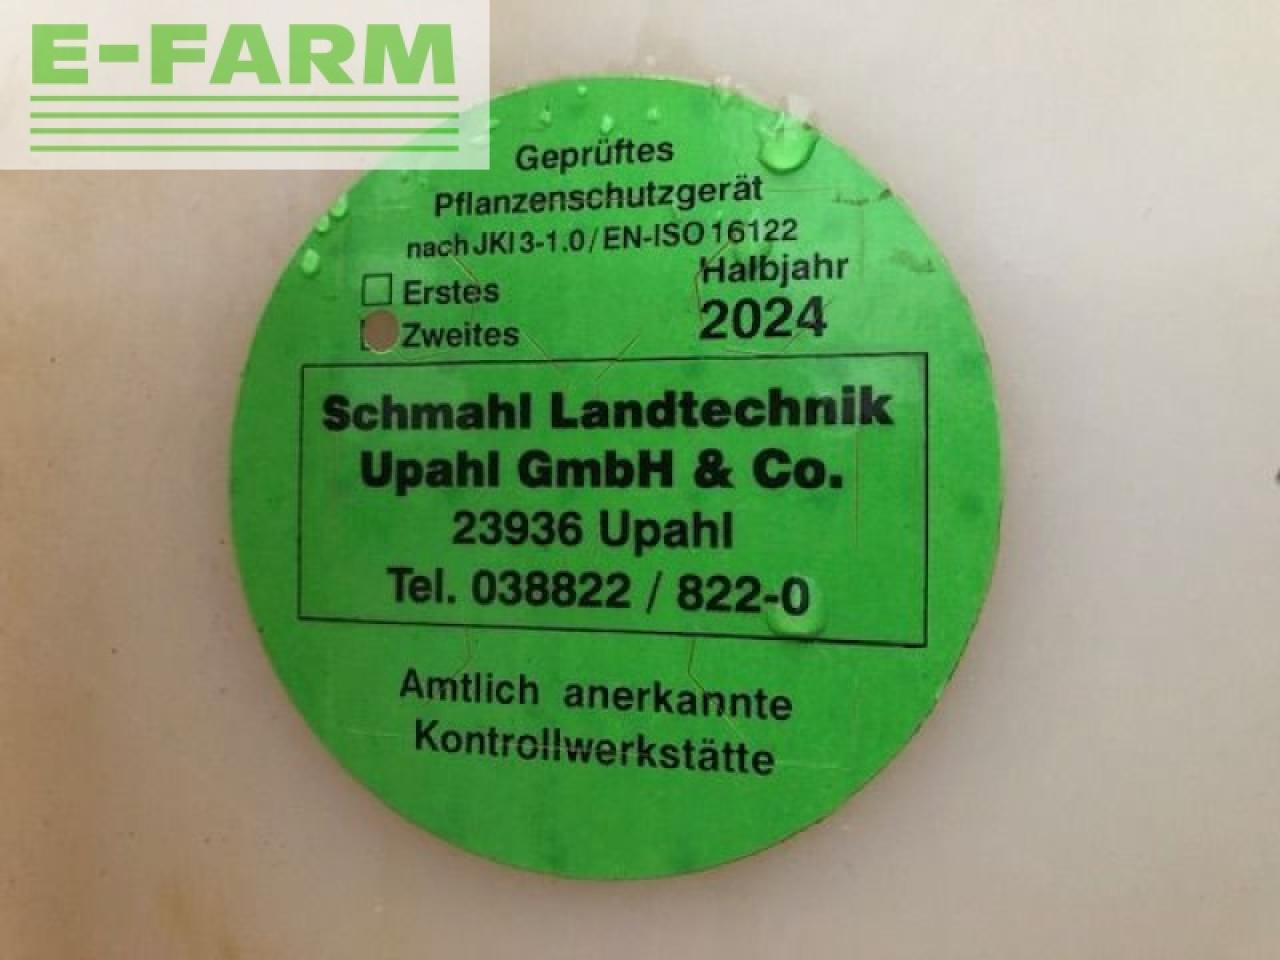 E-FARM
Geprüftes
Pflanzenschutzgerät
nach JKI 3-1.0 / EN-ISO 16122
Erstes Halbjahr
Zweites 2024
Schmahl Landtechnik
Upahl GmbH & Co.
23936 Upahl
Tel. 038822 / 822-0
Amtlich anerkannte
Kontrollwerkstätte